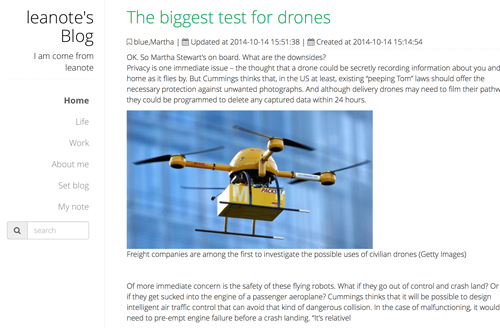 leanote's
Blog
I am come from
leanote
Home
Life
Work
About me
Set blog
My note
search
The biggest test for drones
blue,Martha | Updated at 2014-10-14 15:51:38 | Created at 2014-10-14 15:14:54
OK. So Martha Stewart's on board. What are the downsides?
Privacy is one immediate issue – the thought that a drone could be secretly recording information about you and
home as it flies by. But Cummings thinks that, in the US at least, existing "peeping Tom" laws should offer the
necessary protection against unwanted photographs. And although delivery drones may need to film their pathw
they could be programmed to delete any captured data within 24 hours.
Freight companies are among the first to investigate the possible uses of civilian drones (Getty Images)
Of more immediate concern is the safety of these flying robots. What if they go out of control and crash land? Or
if they get sucked into the engine of a passenger aeroplane? Cummings thinks that it will be possible to design
intelligent air traffic control that can avoid that kind of dangerous collision. In the case of malfunctioning, it would
need to pre-empt engine failure before a crash landing. "It's relativel